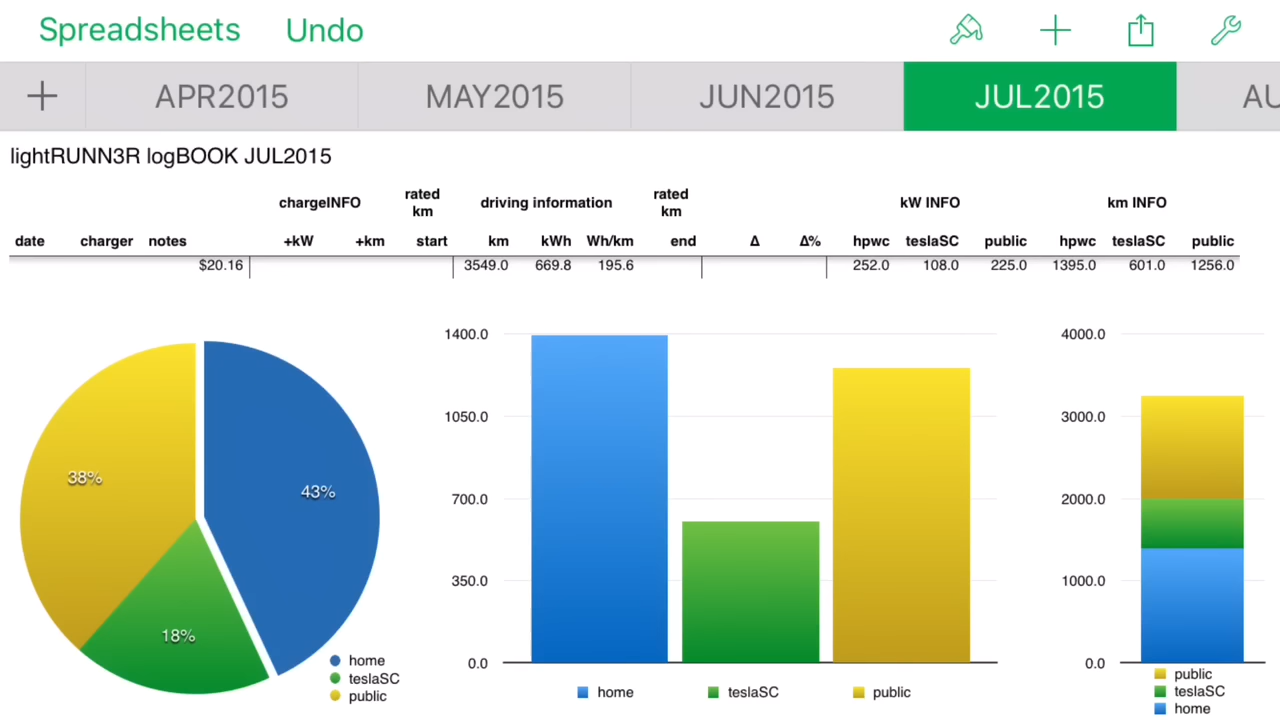 Spreadsheets Undo
APR2015 MAY2015 JUN2015 JUL2015 AU
lightRUNN3R logBOOK JUL2015
chargeINFO rated km driving information rated km kW INFO km INFO
date charger notes +kW +km start km kWh Wh/km end Δ Δ% hpwc teslaSC public hpwc teslaSC public
$20.16 3549.0 669.8 195.6 252.0 108.0 225.0 1395.0 601.0 1256.0
38%
43%
18%
home
teslaSC
public
1400.0
1050.0
700.0
350.0
0.0
home teslaSC public
4000.0
3000.0
2000.0
1000.0
0.0
public
teslaSC
home